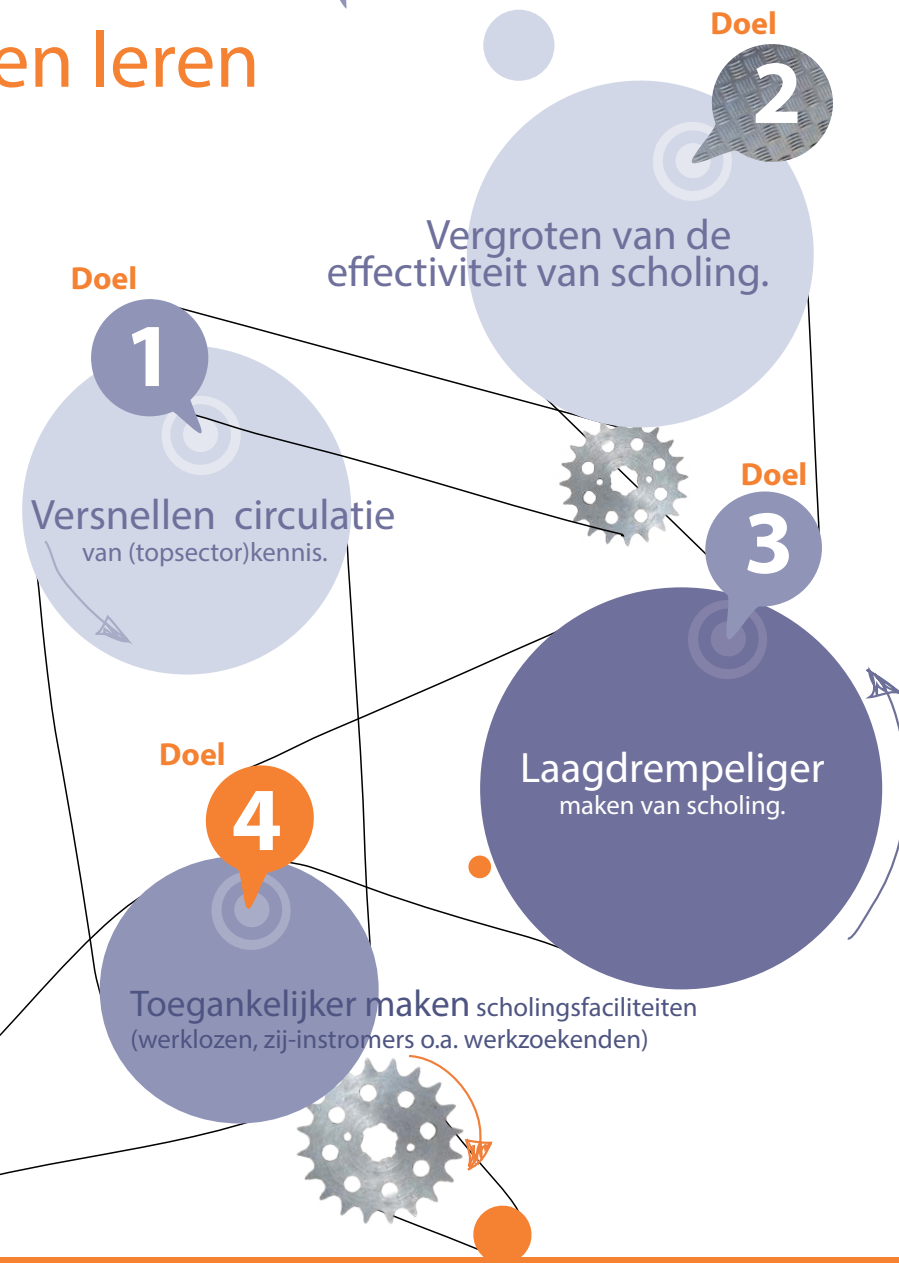 en leren
Doel
2
Vergroten van de
effectiviteit van scholing.
Doel
1
Versnellen circulatie
van (topsector)kennis.
Doel
3
Laagdrempeliger
maken van scholing.
Doel
4
Toegankelijker maken scholingsfaciliteiten
(werklozen, zij-instromers o.a. werkzoekenden)